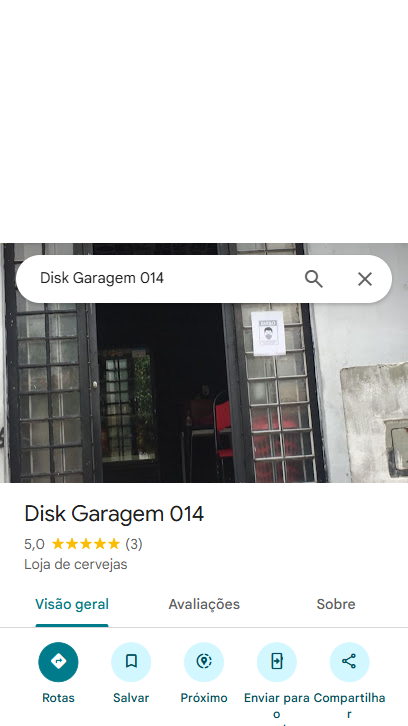 Disk Garagem 014
Disk Garagem 014
5,0 (3)
Loja de cervejas
Visão geral
Avaliações
Sobre
Rotas
Salvar
Próximo
Enviar para
o
Compartilha
r